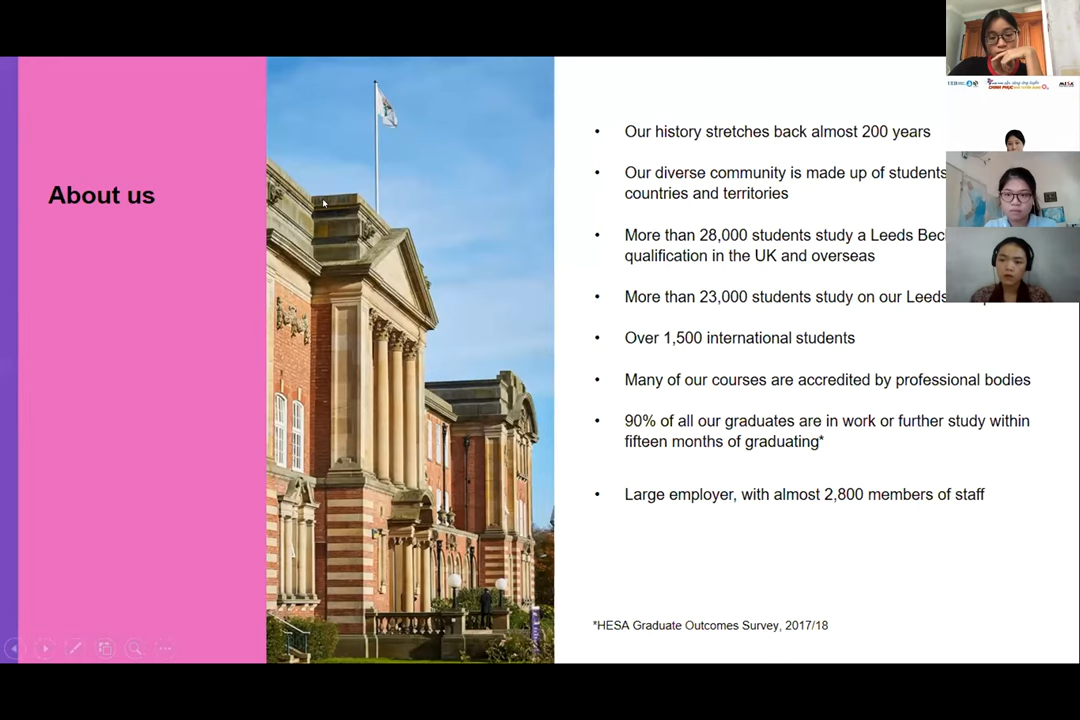 About us
• Our history stretches back almost 200 years
• Our diverse community is made up of students
countries and territories
• More than 28,000 students study a Leeds Bec
qualification in the UK and overseas
• More than 23,000 students study on our Leeds
• Over 1,500 international students
• Many of our courses are accredited by professional bodies
• 90% of all our graduates are in work or further study within
fifteen months of graduating*
• Large employer, with almost 2,800 members of staff
*HESA Graduate Outcomes Survey, 2017/18
CHINH PHỤC